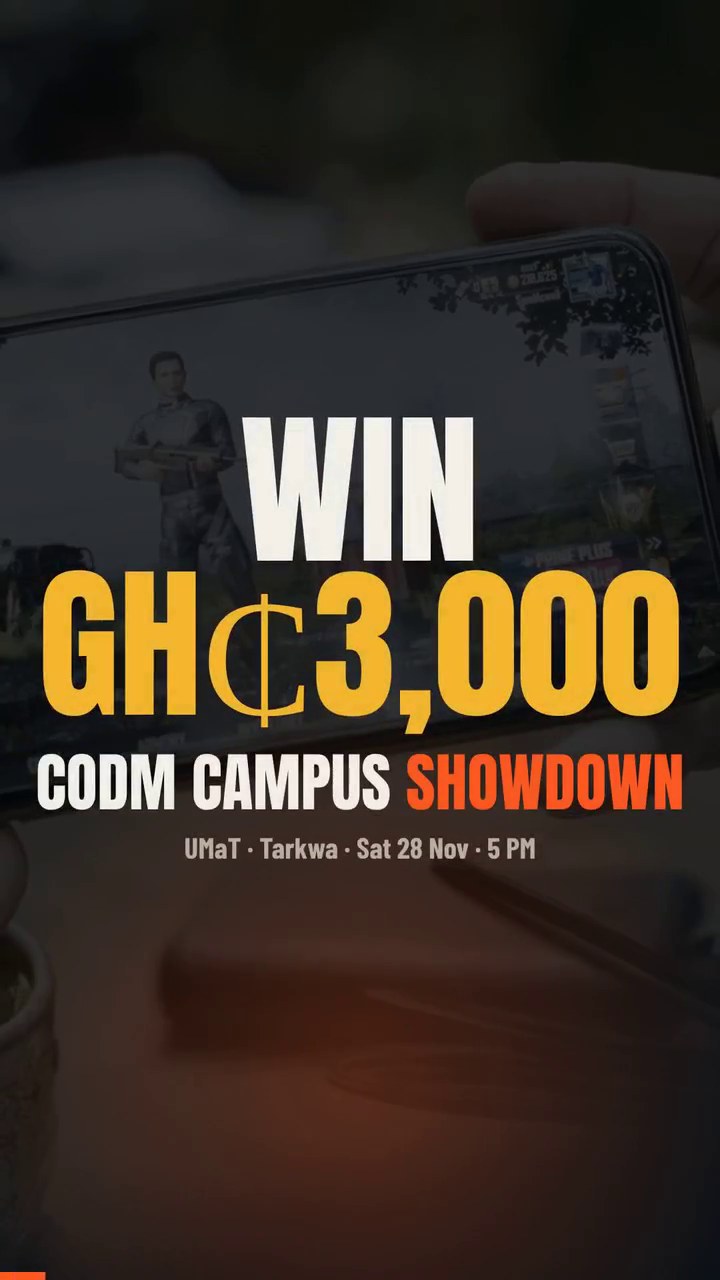 WIN
GH₵3,000
CODM CAMPUS SHOWDOWN
UMaT · Tarkwa · Sat 28 Nov · 5 PM